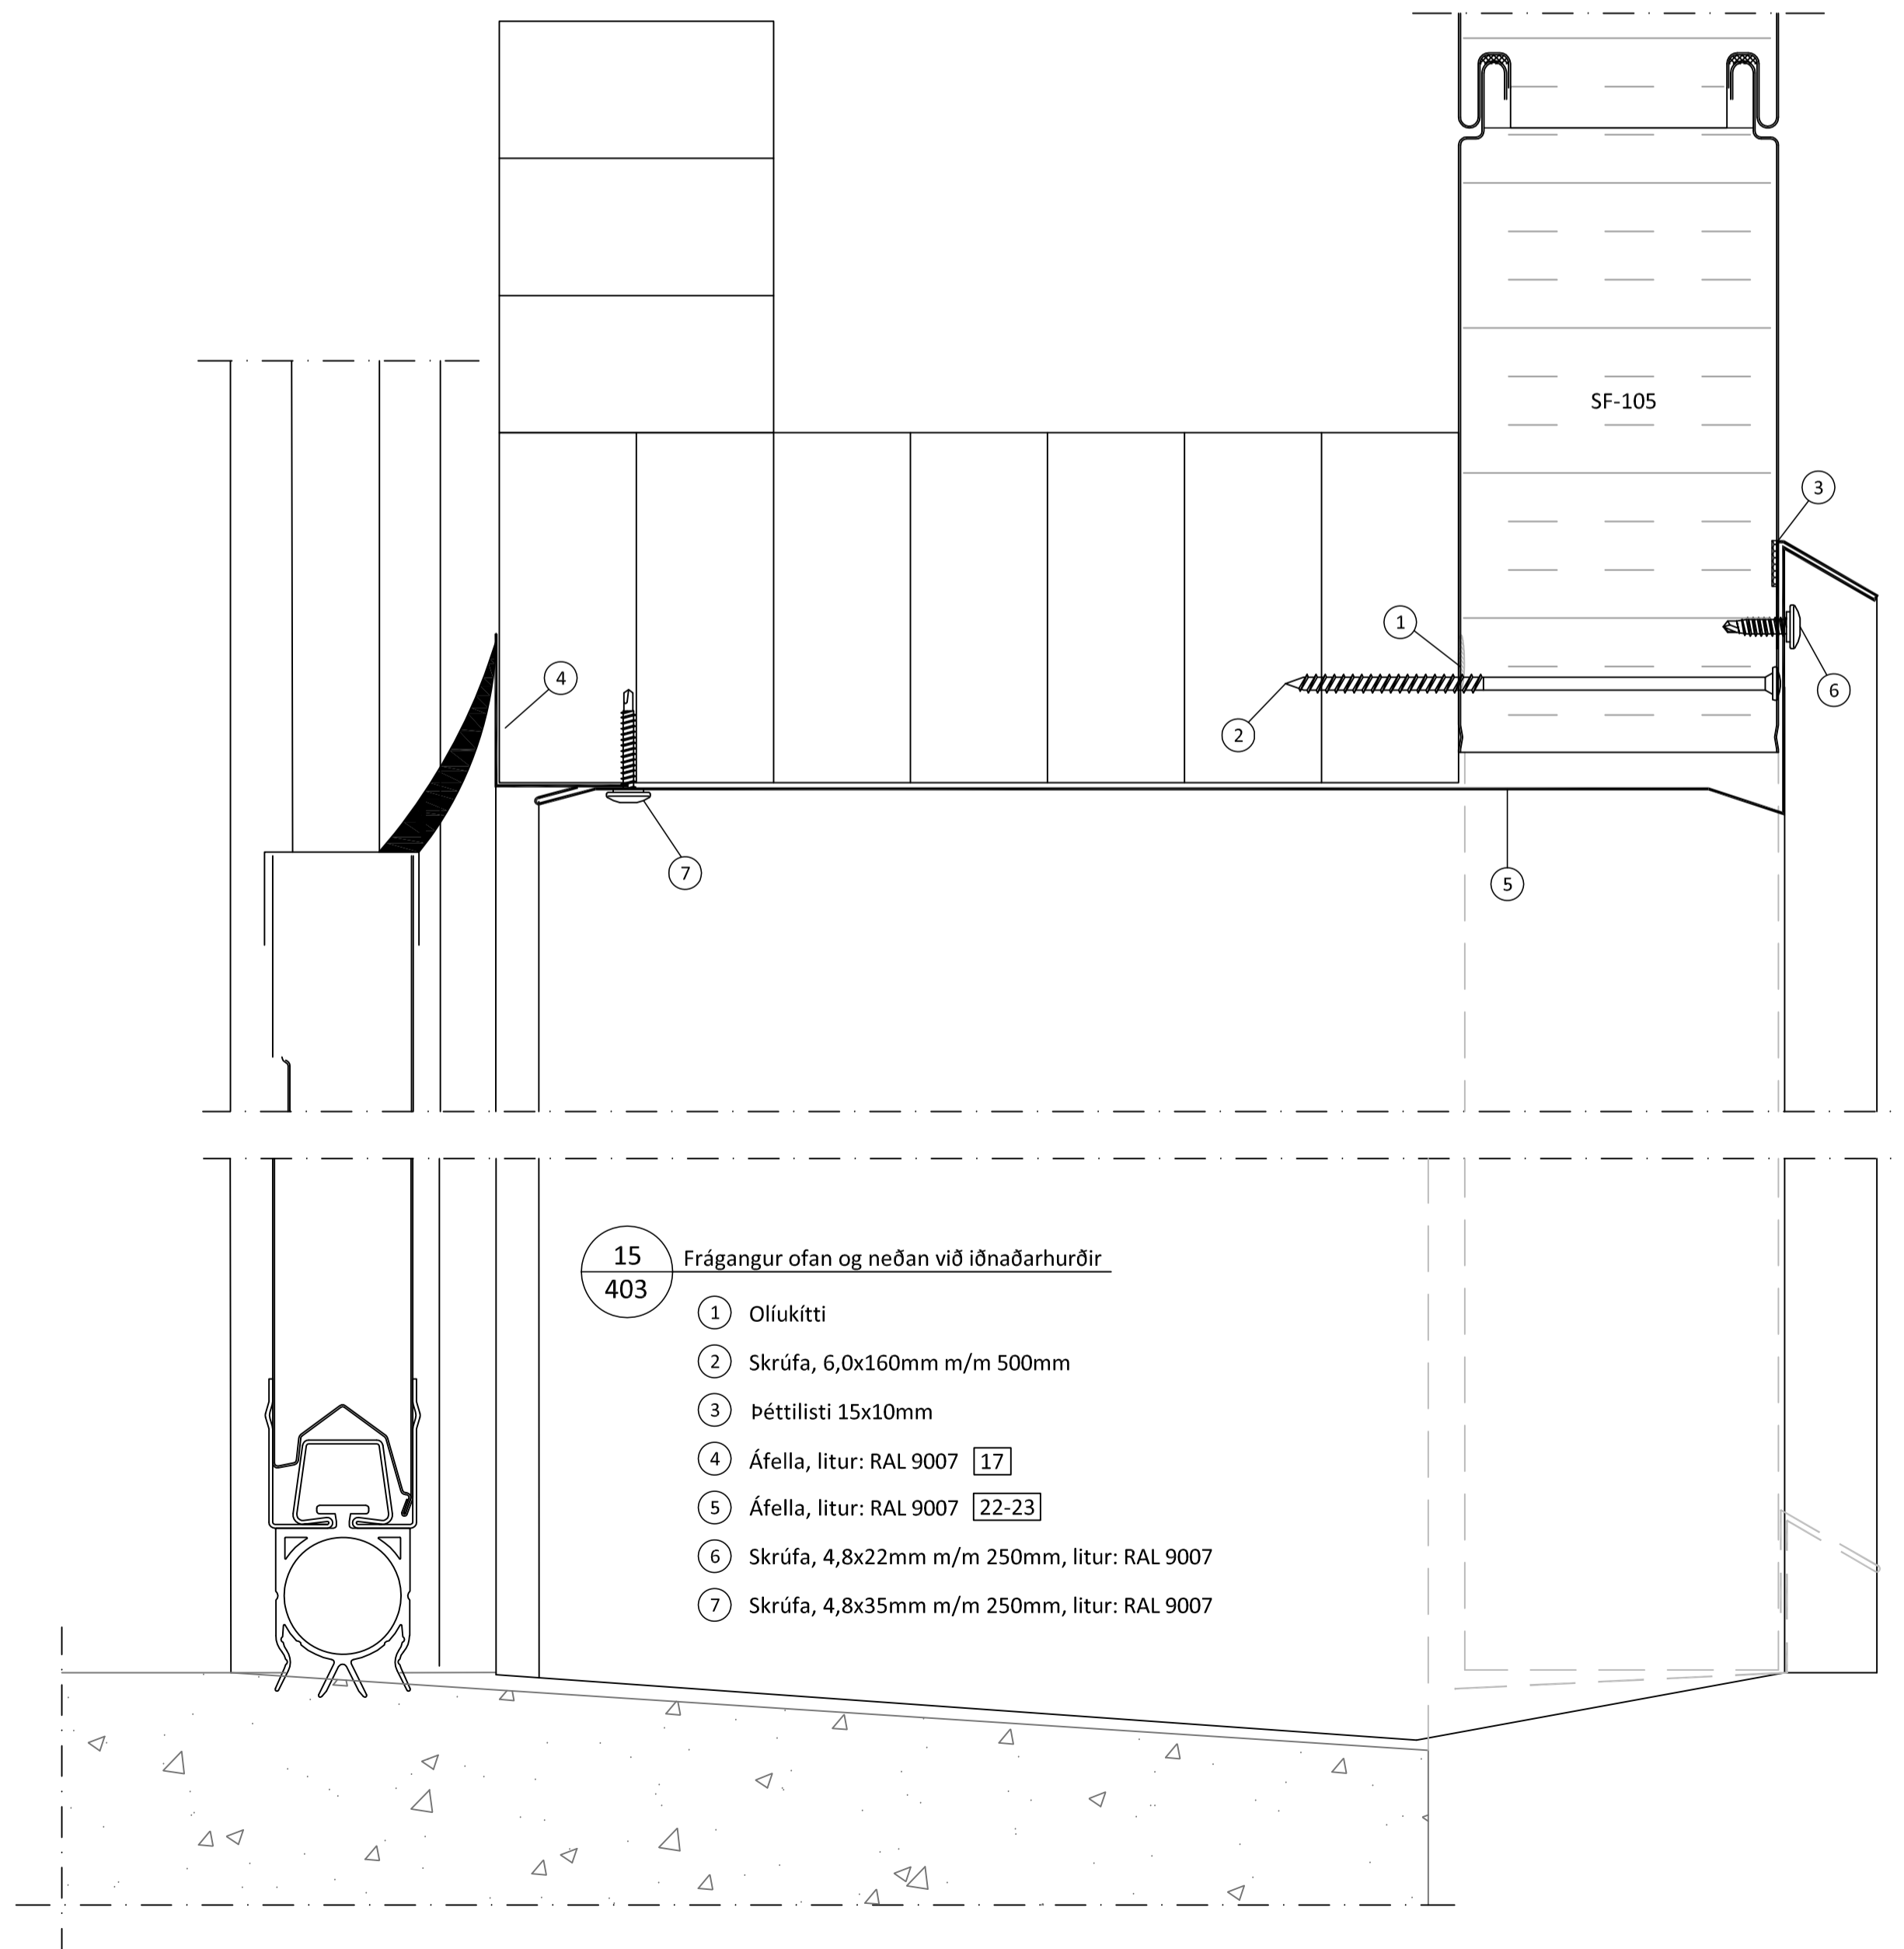 SF-105
3
1
6
4
2
7
5
15
403
Frágangur ofan og neðan við iðnaðarhurðir
1 Olíukítti
2 Skrúfa, 6,0x160mm m/m 500mm
3 Þéttilisti 15x10mm
4 Áfella, litur: RAL 9007 17
5 Áfella, litur: RAL 9007 22-23
6 Skrúfa, 4,8x22mm m/m 250mm, litur: RAL 9007
7 Skrúfa, 4,8x35mm m/m 250mm, litur: RAL 9007